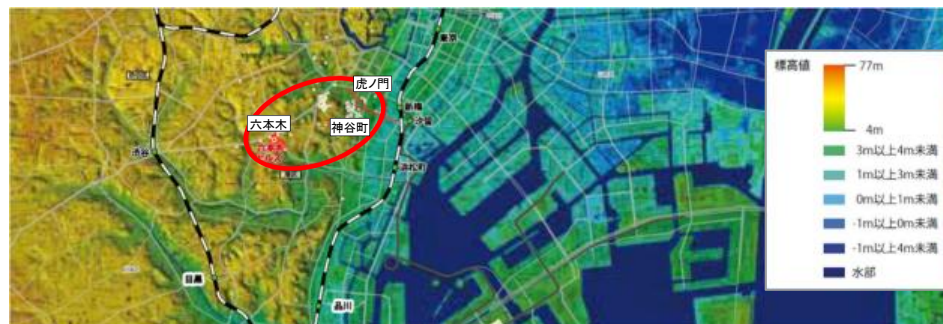 東京
虎ノ門
新橋
汐留
六本木
神谷町
渋谷
浜松町
目黒
品川
標高値
77m
4m
3m以上4m未満
1m以上3m未満
0m以上1m未満
-1m以上0m未満
-1m以上4m未満
水部